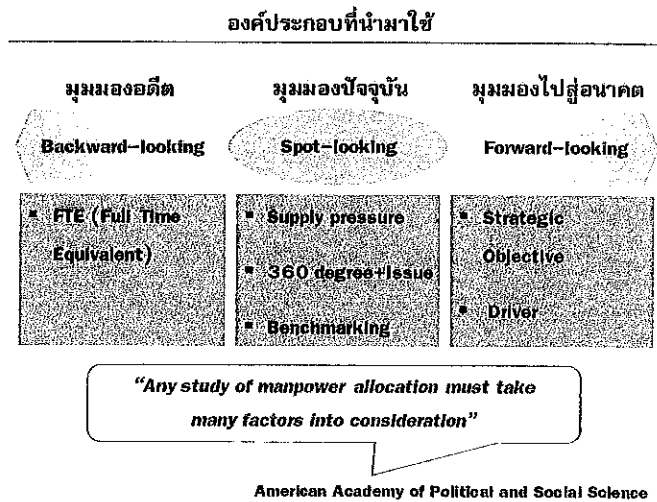 องค์ประกอบที่นำมาใช้
มุมมองอดีต
Backward-looking
▪ FTE (Full Time
Equivalent)
มุมมองปัจจุบัน
Spot-looking
▪ Supply pressure
▪ 360 degree+Issue
▪ Benchmarking
มุมมองไปสู่อนาคต
Forward-looking
▪ Strategic
Objective
▪ Driver
"Any study of manpower allocation must take
many factors into consideration"
American Academy of Political and Social Science